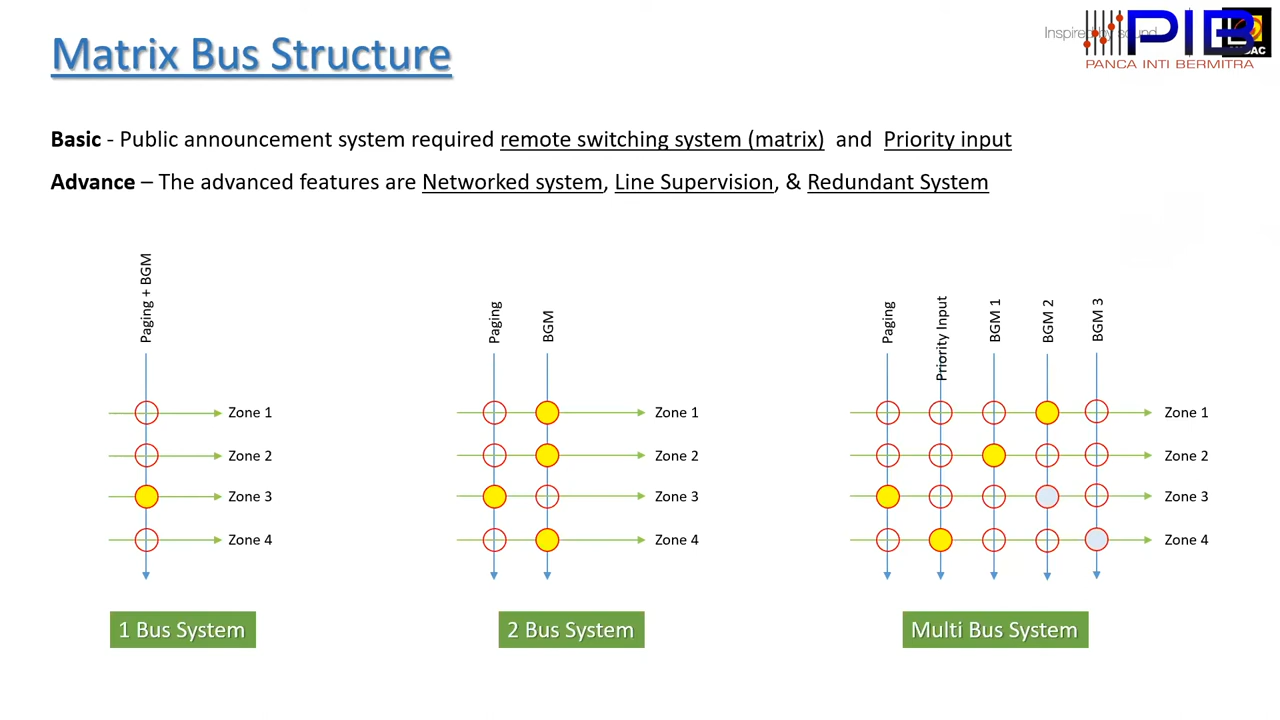 Inspired by sound
PIB
PANCA INTI BERMITRA
Matrix Bus Structure
Basic - Public announcement system required remote switching system (matrix) and Priority input
Advance – The advanced features are Networked system, Line Supervision, & Redundant System
Paging + BGM
Zone 1
Zone 2
Zone 3
Zone 4
1 Bus System
Paging
BGM
Zone 1
Zone 2
Zone 3
Zone 4
2 Bus System
Paging
Priority Input
BGM 1
BGM 2
BGM 3
Zone 1
Zone 2
Zone 3
Zone 4
Multi Bus System